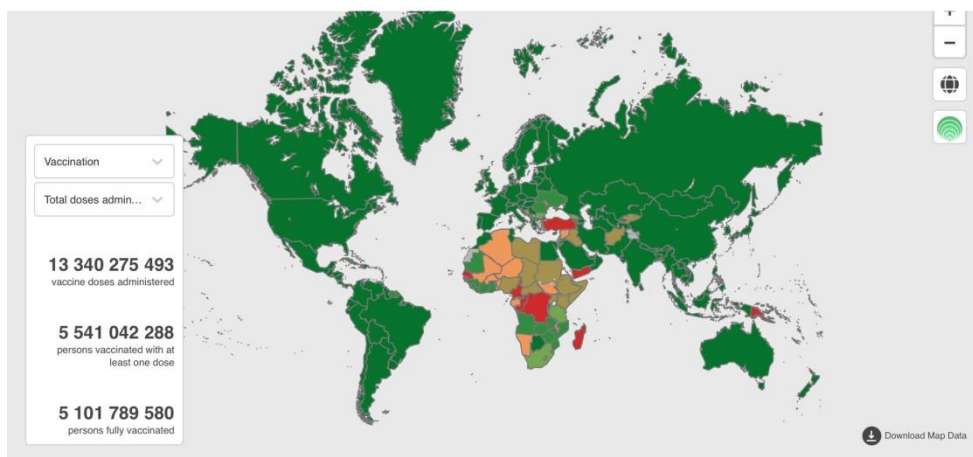 Vaccination
Total doses admin...
13 340 275 493
vaccine doses administered
5 541 042 288
persons vaccinated with at
least one dose
5 101 789 580
persons fully vaccinated
Download Map Data